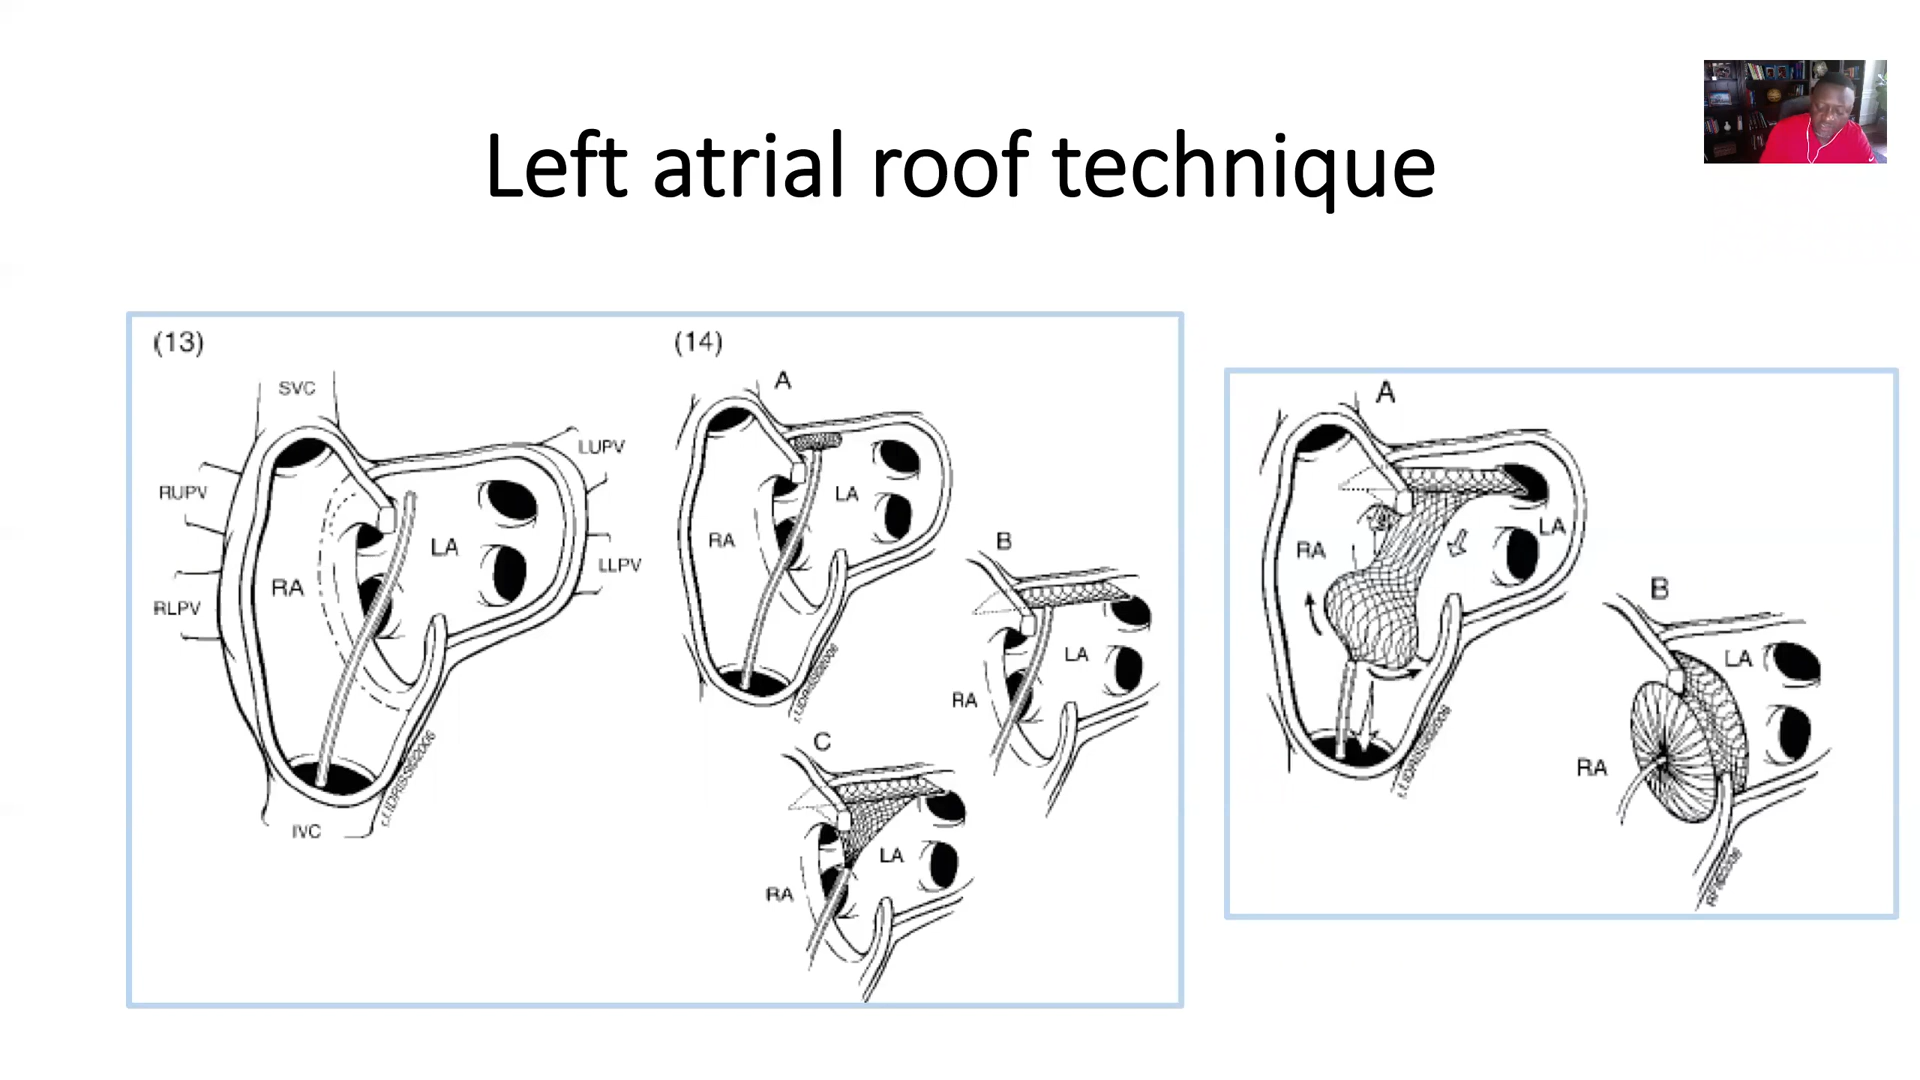 Left atrial roof technique
(13)
SVC
RUPV
LUPV
LA
RA
LLPV
RLPV
IVC
(14)
A
LA
RA
B
LA
RA
C
LA
RA
A
LA
RA
B
LA
RA